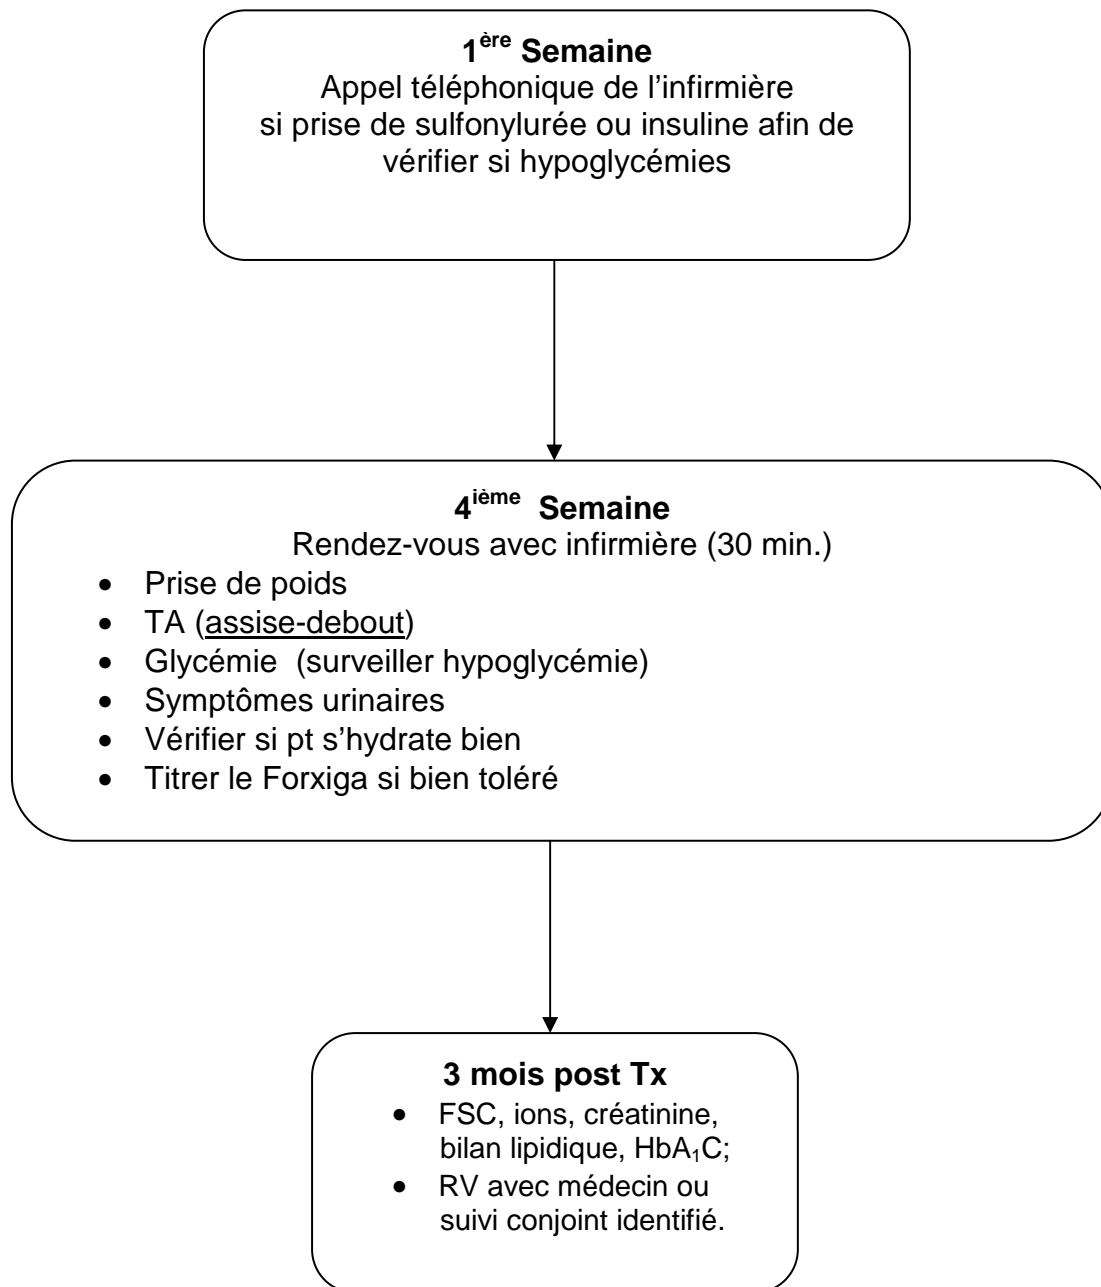 1ère Semaine
Appel téléphonique de l’infirmière
si prise de sulfonylurée ou insuline afin de
vérifier si hypoglycémies
4ième Semaine
Rendez-vous avec infirmière (30 min.)
• Prise de poids
• TA (assise-debout)
• Glycémie (surveiller hypoglycémie)
• Symptômes urinaires
• Vérifier si pt s’hydrate bien
• Titrer le Forxiga si bien toléré
3 mois post Tx
• FSC, ions, créatinine,
bilan lipidique, HbA₁C;
• RV avec médecin ou
suivi conjoint identifié.